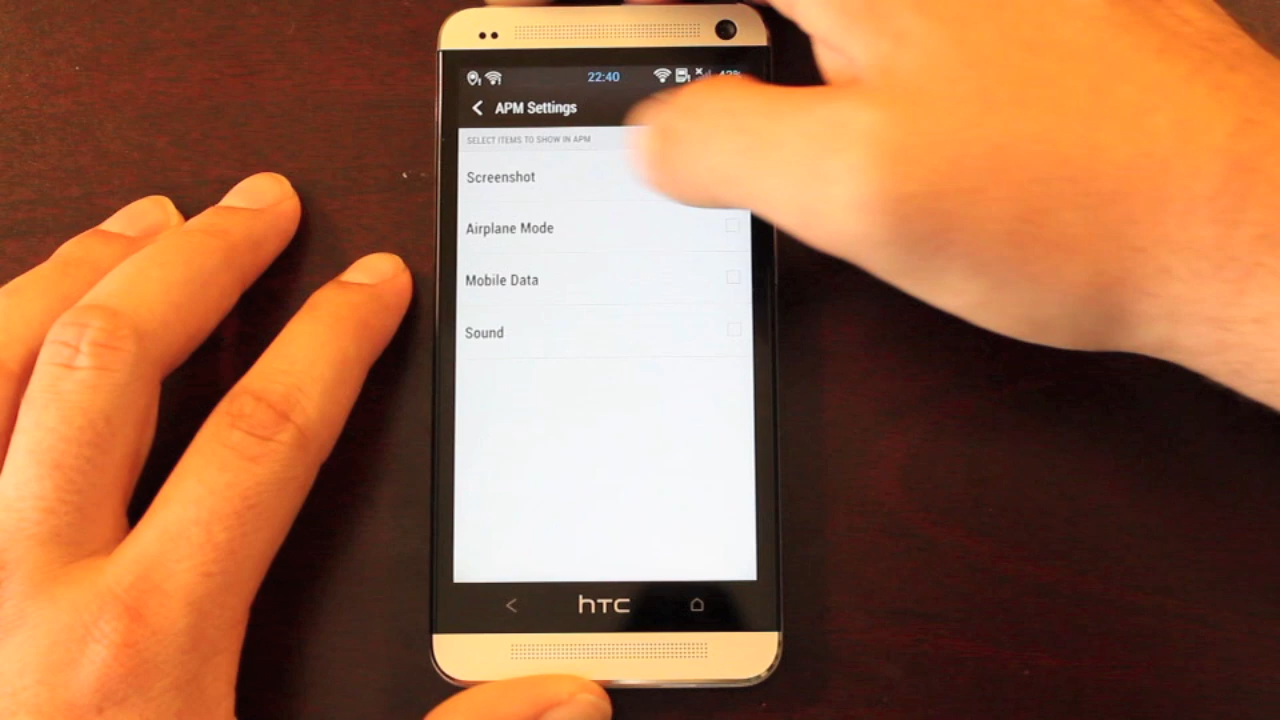 22:40
APM Settings
SELECT ITEMS TO SHOW IN APM
Screenshot
Airplane Mode
Mobile Data
Sound
hTC